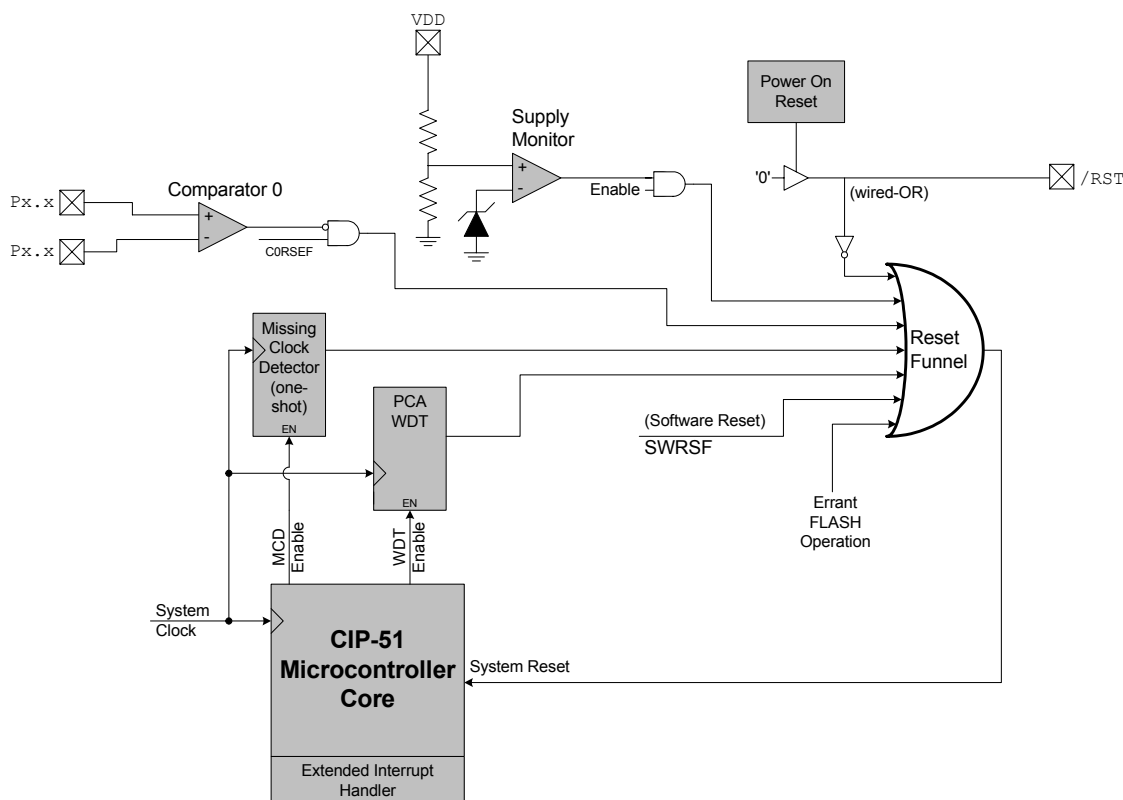 VDD
Power On
Reset
Supply
Monitor
+
-
Enable
'0'
(wired-OR)
/RST
Comparator 0
Px.x
Px.x
+
-
C0RSEF
Missing
Clock
Detector
(one-
shot)
EN
PCA
WDT
EN
Reset
Funnel
(Software Reset)
SWRSF
Errant
FLASH
Operation
MCD
Enable
WDT
Enable
System
Clock
CIP-51
Microcontroller
Core
System Reset
Extended Interrupt
Handler